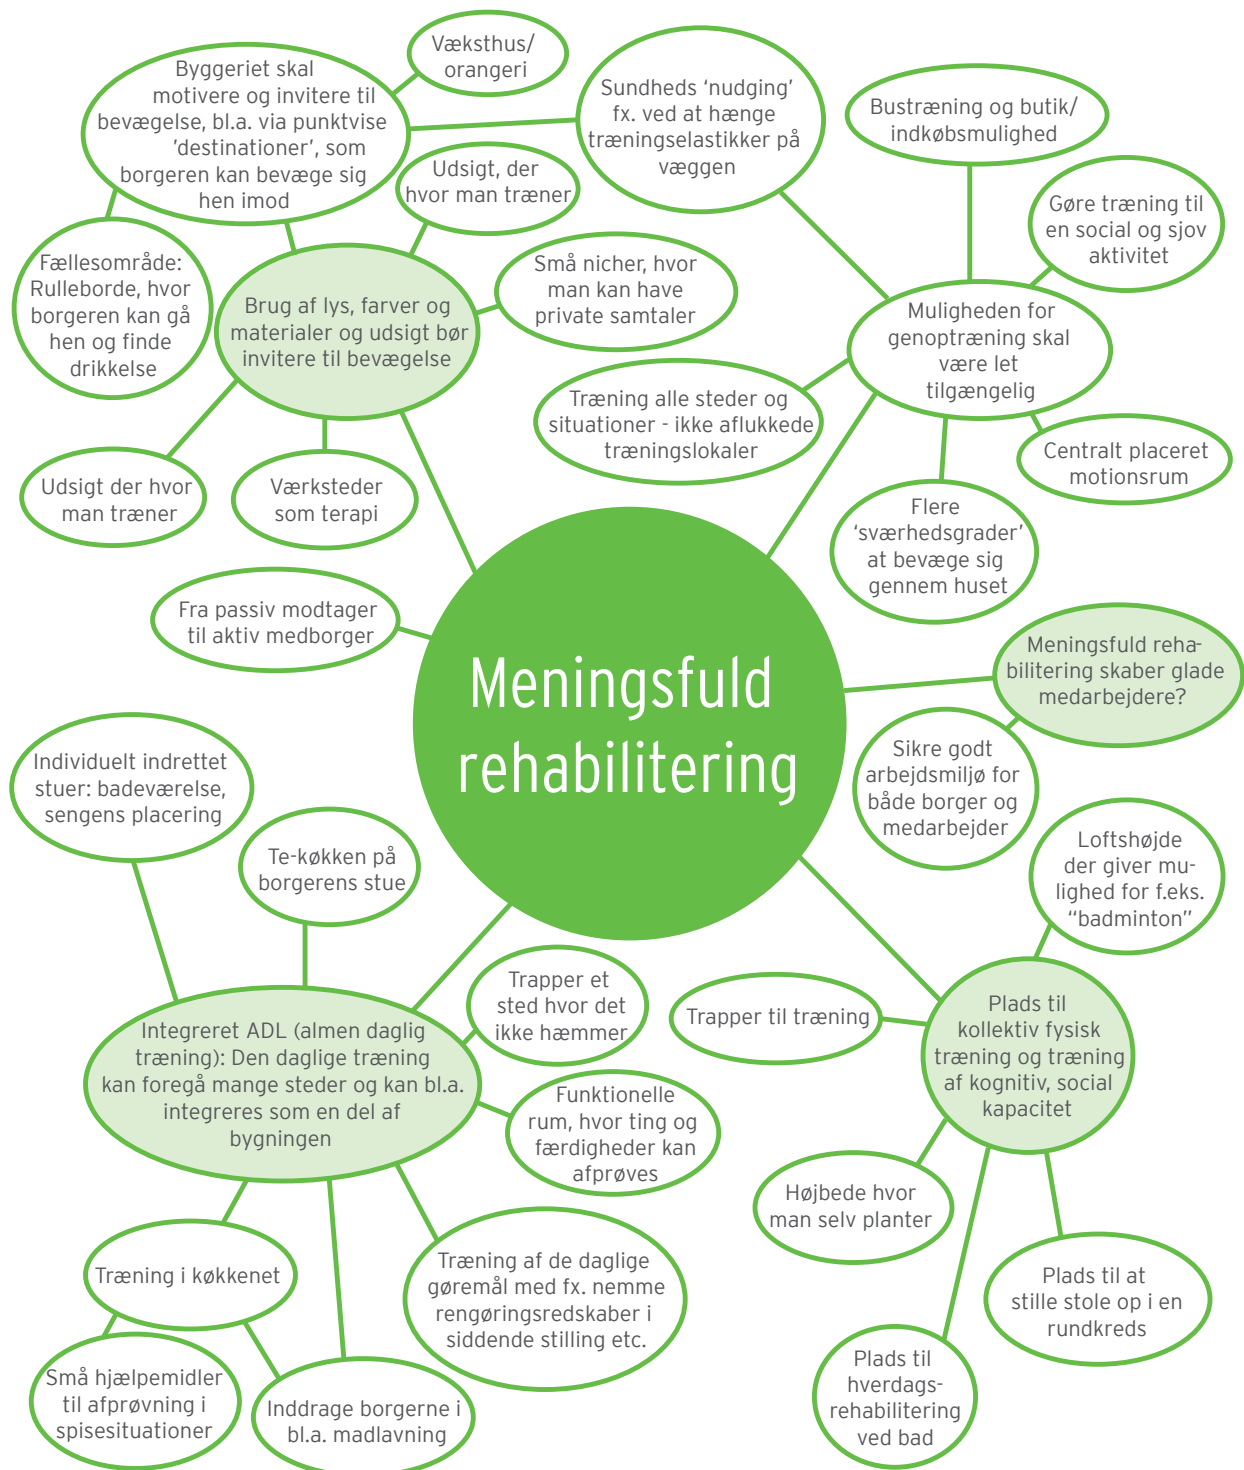 Væksthus/
orangeri
Byggeriet skal
motivere og invitere til
bevægelse, bl.a. via punktvise
'destinationer', som
borgeren kan bevæge sig
hen imod
Sundheds ‘nudging’
fx. ved at hænge
træningselastikker på
væggen
Bustræning og butik/
indkøbsmulighed
Udsigt, der
hvor man træner
Gøre træning til
en social og sjov
aktivitet
Fællesområde:
Rulleborde, hvor
borgeren kan gå
hen og finde
drikkelse
Brug af lys, farver og
materialer og udsigt bør
invitere til bevægelse
Små nicher, hvor
man kan have
private samtaler
Muligheden for
genoptræning skal
være let
tilgængelig
Træning alle steder og
situationer - ikke aflukkede
træningslokaler
Centralt placeret
motionsrum
Udsigt der hvor
man træner
Værksteder
som terapi
Flere
‘sværhedsgrader’
at bevæge sig
gennem huset
Fra passiv modtager
til aktiv medborger
Meningsfuld
rehabilitering
Meningsfuld reha-
bilitering skaber glade
medarbejdere?
Sikre godt
arbejdsmiljø for
både borger og
medarbejder
Individuelt indrettet
stuer: badeværelse,
sengens placering
Te-køkken på
borgerens stue
Loftshøjde
der giver mu-
lighed for f.eks.
“badminton”
Trapper et
sted hvor det
ikke hæmmer
Trapper til træning
Plads til
kollektiv fysisk
træning og træning
af kognitiv, social
kapacitet
Integreret ADL (almen daglig
træning): Den daglige træning
kan foregå mange steder og kan bl.a.
integreres som en del af
bygningen
Funktionelle
rum, hvor ting og
færdigheder kan
afprøves
Højbede hvor
man selv planter
Træning i køkkenet
Træning af de daglige
gøremål med fx. nemme
rengøringsredskaber i
siddende stilling etc.
Plads til at
stille stole op i en
rundkreds
Små hjælpemidler
til afprøvning i
spisesituationer
Inddrage borgerne i
bl.a. madlavning
Plads til
hverdags-
rehabilitering
ved bad